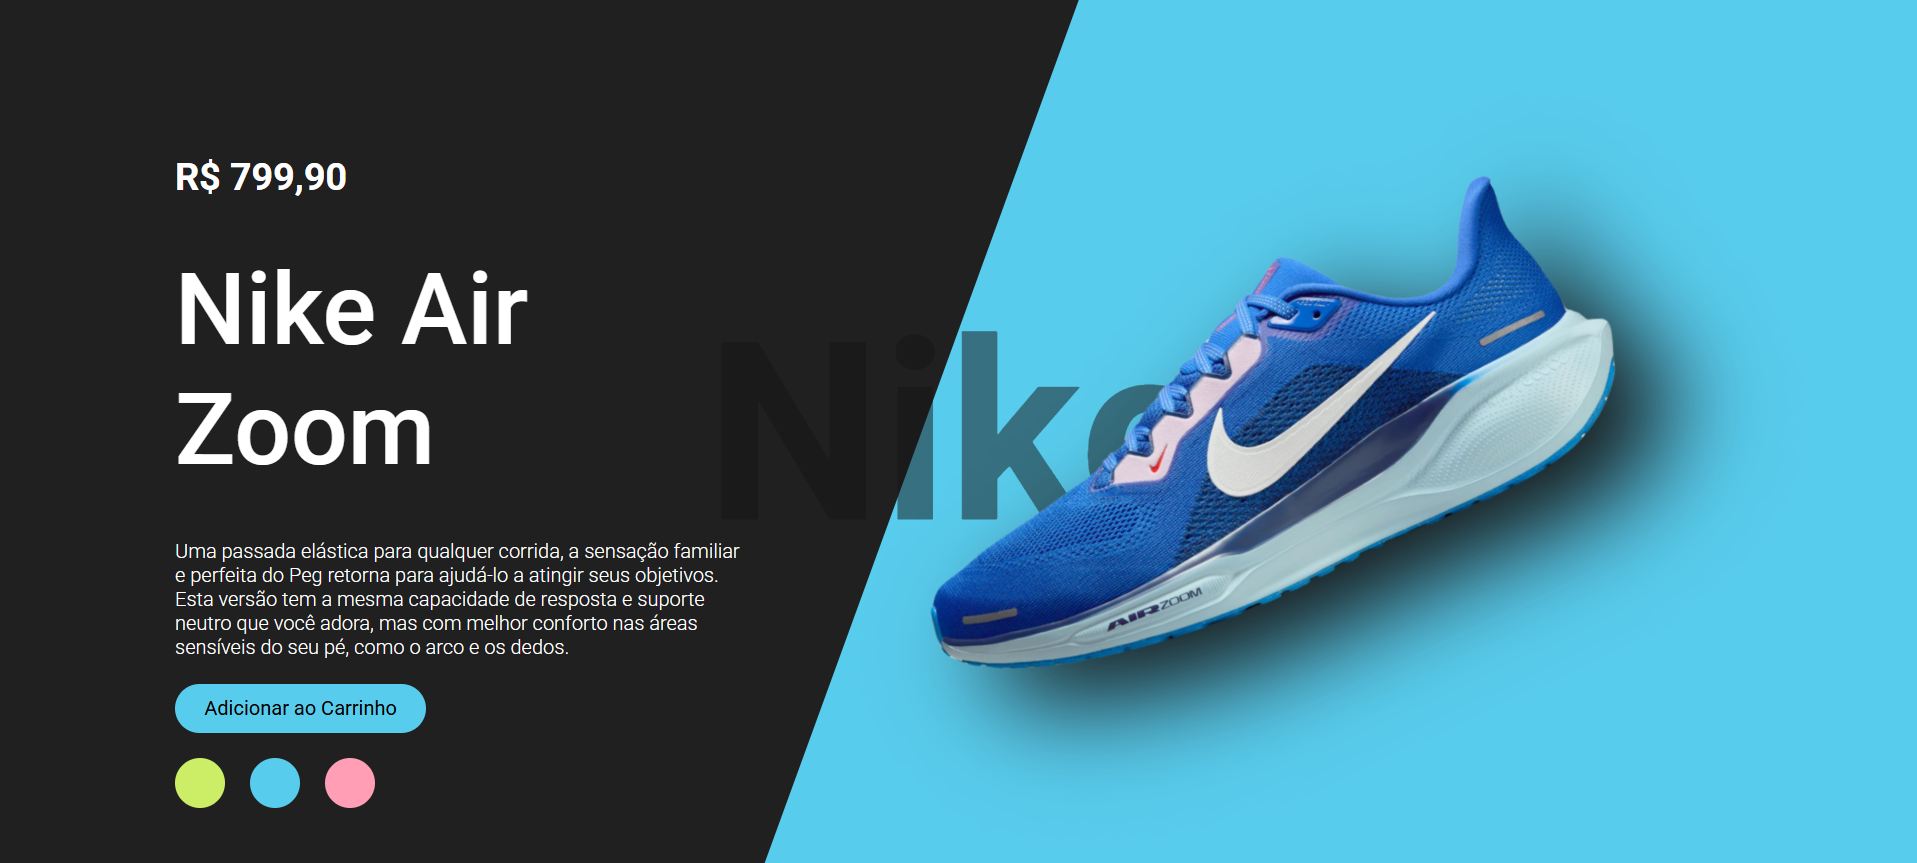 R$ 799,90
Nike Air
Zoom
Nike
Uma passada elástica para qualquer corrida, a sensação familiar
e perfeita do Peg retorna para ajudá-lo a atingir seus objetivos.
Esta versão tem a mesma capacidade de resposta e suporte
neutro que você adora, mas com melhor conforto nas áreas
sensíveis do seu pé, como o arco e os dedos.
AIR ZOOM
Adicionar ao Carrinho